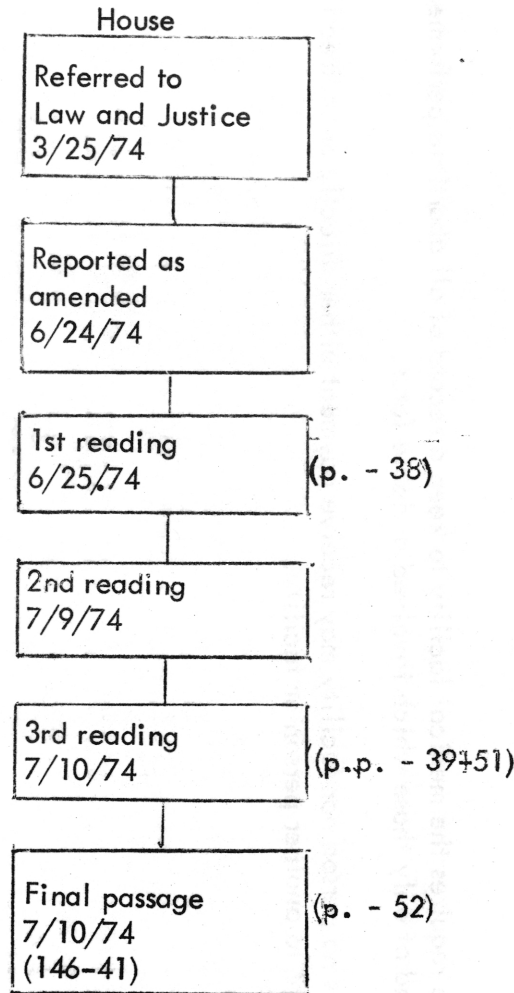 House
Referred to
Law and Justice
3/25/74
Reported as
amended
6/24/74
1st reading
6/25/74
(p. - 38)
2nd reading
7/9/74
3rd reading
7/10/74
(p.p. - 39-51)
Final passage
7/10/74
(146-41)
(p. - 52)